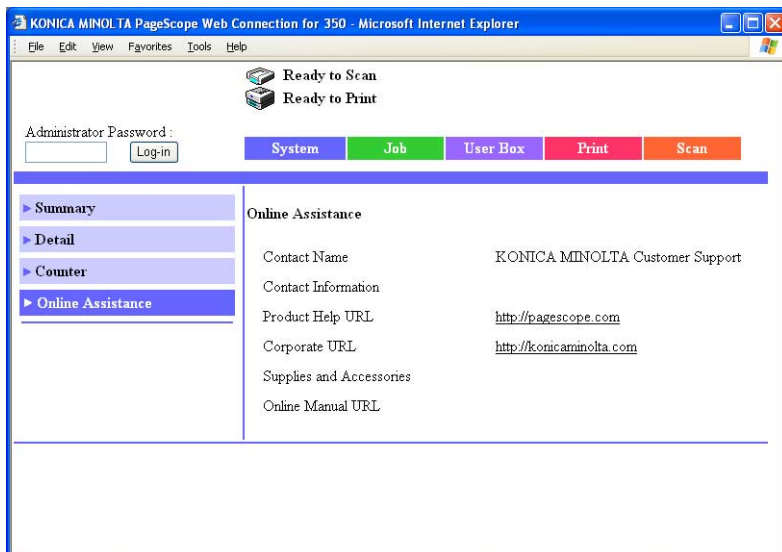 KONICA MINOLTA PageScope Web Connection for 350 - Microsoft Internet Explorer
File Edit View Favorites Tools Help
Ready to Scan
Ready to Print
Administrator Password :
Log-in
System Job User Box Print Scan
Summary
Detail
Counter
Online Assistance
Online Assistance
Contact Name KONICA MINOLTA Customer Support
Contact Information
Product Help URL http://pagescope.com
Corporate URL http://konicaminolta.com
Supplies and Accessories
Online Manual URL